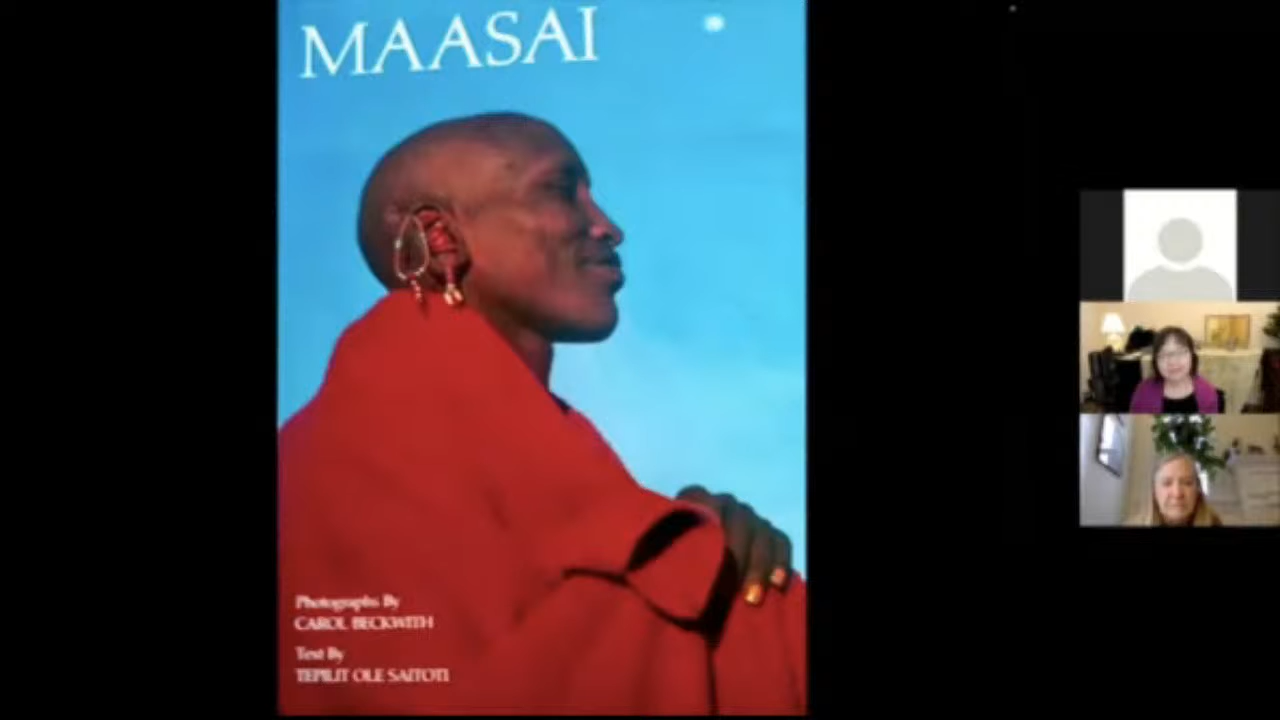 MAASAI
Photographs By
CAROL BECKWITH
Text By
TEPILIT OLE SAITOTI